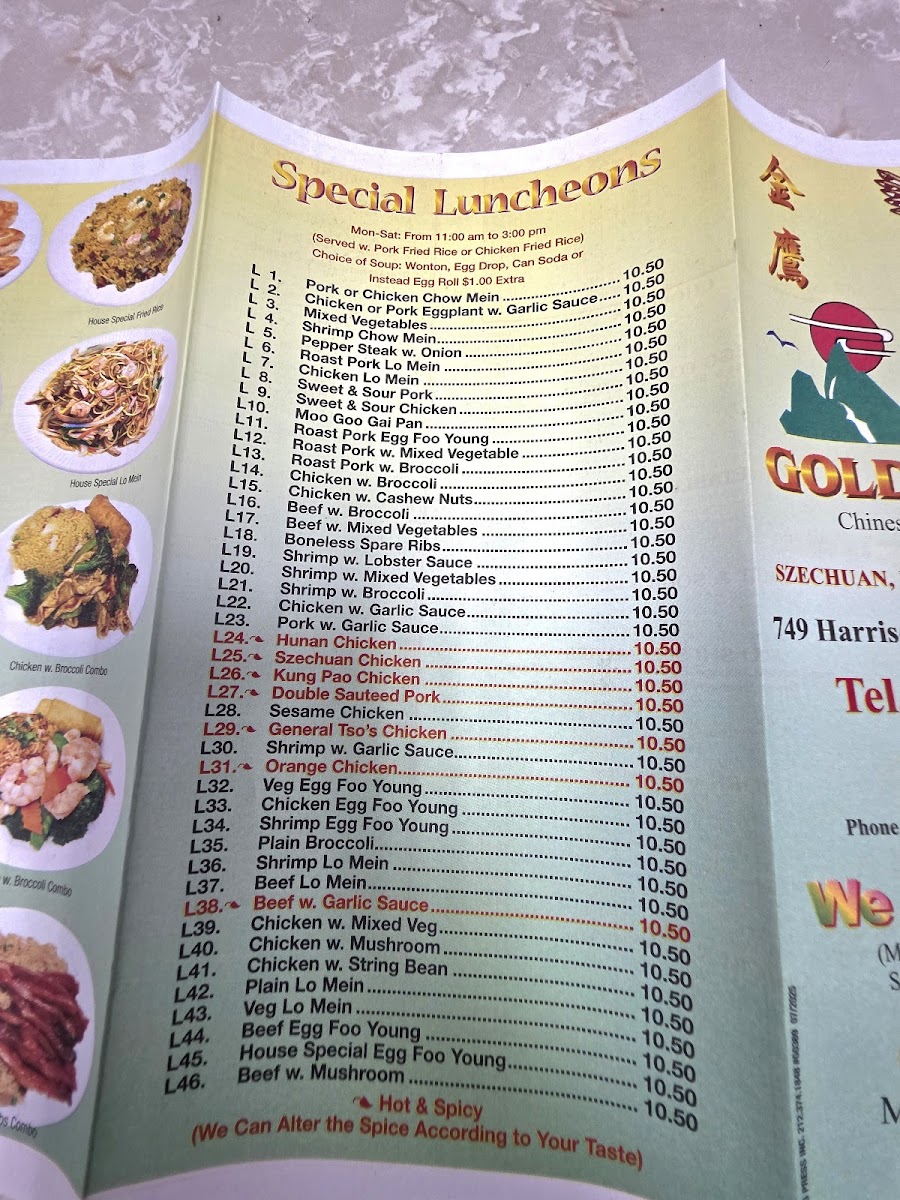 House Special Fried Rice
House Special Lo Mein
Chicken w. Broccoli Combo
w. Broccoli Combo
Combo
Special Luncheons
Mon-Sat: From 11:00 am to 3:00 pm
(Served w. Pork Fried Rice or Chicken Fried Rice)
Choice of Soup: Wonton, Egg Drop, Can Soda or
Instead Egg Roll $1.00 Extra
L 1. Pork or Chicken Chow Mein 10.50
L 2. Chicken or Pork Eggplant w. Garlic Sauce 10.50
L 3. Mixed Vegetables 10.50
L 4. Shrimp Chow Mein 10.50
L 5. Pepper Steak w. Onion 10.50
L 6. Roast Pork Lo Mein 10.50
L 7. Chicken Lo Mein 10.50
L 8. Sweet & Sour Pork 10.50
L 9. Sweet & Sour Chicken 10.50
L10. Moo Goo Gai Pan 10.50
L11. Roast Pork Egg Foo Young 10.50
L12. Roast Pork w. Mixed Vegetable 10.50
L13. Roast Pork w. Broccoli 10.50
L14. Chicken w. Broccoli 10.50
L15. Chicken w. Cashew Nuts 10.50
L16. Beef w. Broccoli 10.50
L17. Beef w. Mixed Vegetables 10.50
L18. Boneless Spare Ribs 10.50
L19. Shrimp w. Lobster Sauce 10.50
L20. Shrimp w. Mixed Vegetables 10.50
L21. Shrimp w. Broccoli 10.50
L22. Chicken w. Garlic Sauce 10.50
L23. Pork w. Garlic Sauce 10.50
L24. Hunan Chicken 10.50
L25. Szechuan Chicken 10.50
L26. Kung Pao Chicken 10.50
L27. Double Sauteed Pork 10.50
L28. Sesame Chicken 10.50
L29. General Tso's Chicken 10.50
L30. Shrimp w. Garlic Sauce 10.50
L31. Orange Chicken 10.50
L32. Veg Egg Foo Young 10.50
L33. Chicken Egg Foo Young 10.50
L34. Shrimp Egg Foo Young 10.50
L35. Plain Broccoli 10.50
L36. Shrimp Lo Mein 10.50
L37. Beef Lo Mein 10.50
L38. Beef w. Garlic Sauce 10.50
L39. Chicken w. Mixed Veg 10.50
L40. Chicken w. Mushroom 10.50
L41. Chicken w. String Bean 10.50
L42. Plain Lo Mein 10.50
L43. Veg Lo Mein 10.50
L44. Beef Egg Foo Young 10.50
L45. House Special Egg Foo Young 10.50
L46. Beef w. Mushroom 10.50
Hot & Spicy
(We Can Alter the Spice According to Your Taste)
金鷹
GOLD
Chines
SZECHUAN,
749 Harris
Tel
Phone
We
(M
S
M
PRESS INC. 212.374.1848 07/2025